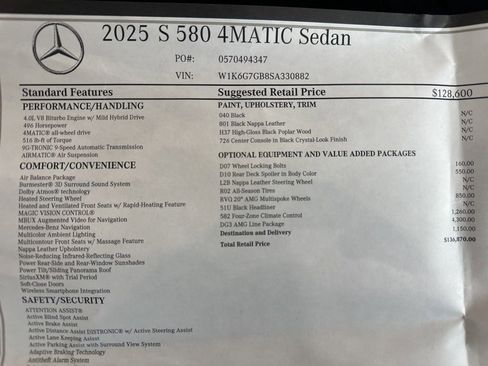 2025 S 580 4MATIC Sedan
PO#: 0570494347
VIN: W1K6G7GB8SA330882
Standard Features
Suggested Retail Price $128,600
PERFORMANCE/HANDLING
4.0L V8 Biturbo Engine w/ Mild Hybrid Drive
496 Horsepower
4MATIC® all-wheel drive
516 lb-ft of Torque
9G-TRONIC 9-Speed Automatic Transmission
AIRMATIC® Air Suspension
COMFORT/CONVENIENCE
Air Balance Package
Burmester® 3D Surround Sound System
Dolby Atmos® technology
Heated Steering Wheel
Heated and Ventilated Front Seats w/ Rapid-Heating Feature
MAGIC VISION CONTROL®
MBUX Augmented Video for Navigation
Mercedes-Benz Navigation
Multicolor Ambient Lighting
Multicontour Front Seats w/ Massage Feature
Nappa Leather Upholstery
Noise-Reducing Infrared-Reflecting Glass
Power Rear-Side and Rear-Window Sunshades
Power Tilt/Sliding Panorama Roof
SiriusXM® with Trial Period
Soft-Close Doors
Wireless Smartphone Integration
SAFETY/SECURITY
ATTENTION ASSIST®
Active Blind Spot Assist
Active Brake Assist
Active Distance Assist DISTRONIC® w/ Active Steering Assist
Active Lane Keeping Assist
Active Parking Assist with Surround View System
Adaptive Braking Technology
Antitheft Alarm System
PAINT, UPHOLSTERY, TRIM
040 Black N/C
801 Black Nappa Leather N/C
H37 High-Gloss Black Poplar Wood N/C
726 Center Console in Black Crystal-Look Finish N/C
OPTIONAL EQUIPMENT AND VALUE ADDED PACKAGES
D07 Wheel Locking Bolts 160.00
D10 Rear Deck Spoiler in Body Color 550.00
L2B Nappa Leather Steering Wheel N/C
R02 All-Season Tires N/C
RVQ 20" AMG Multispoke Wheels 850.00
51U Black Headliner N/C
582 Four-Zone Climate Control 1,260.00
DG3 AMG Line Package 4,300.00
Destination and Delivery 1,150.00
Total Retail Price $136,870.00